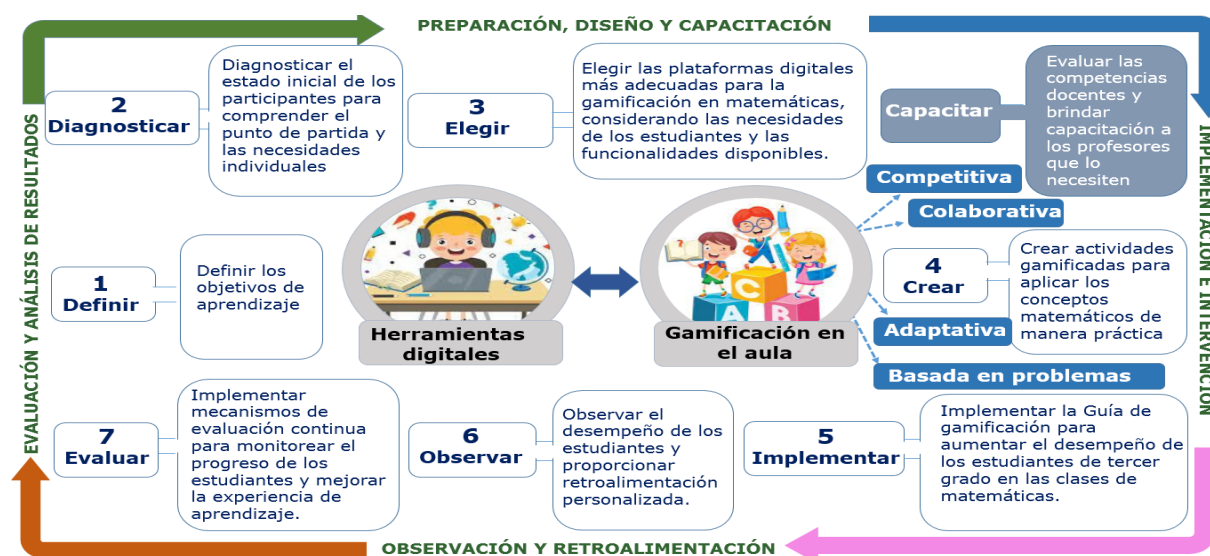 PREPARACIÓN, DISEÑO Y CAPACITACIÓN
2
Diagnosticar
Diagnosticar el
estado inicial de los
participantes para
comprender el
punto de partida y
las necesidades
individuales
3
Elegir
Elegir las plataformas digitales
más adecuadas para la
gamificación en matemáticas,
considerando las necesidades
de los estudiantes y las
funcionalidades disponibles.
Capacitar
Evaluar las
competencias
docentes y
brindar
capacitación a
los profesores
que lo
necesiten
IMPLEMENTACIÓN E INTERVENCIÓN
EVALUACIÓN Y ANÁLISIS DE RESULTADOS
1
Definir
Definir los
objetivos de
aprendizaje
Herramientas
digitales
C
A
B
Gamificación en
el aula
Competitiva
Colaborativa
4
Crear
Crear actividades
gamificadas para
aplicar los
conceptos
matemáticos de
manera práctica
Adaptativa
Basada en problemas
7
Evaluar
Implementar
mecanismos de
evaluación continua
para monitorear el
progreso de los
estudiantes y mejorar
la experiencia de
aprendizaje.
6
Observar
Observar el
desempeño de los
estudiantes y
proporcionar
retroalimentación
personalizada.
5
Implementar
Implementar la Guía de
gamificación para
aumentar el desempeño de
los estudiantes de tercer
grado en las clases de
matemáticas.
OBSERVACIÓN Y RETROALIMENTACIÓN